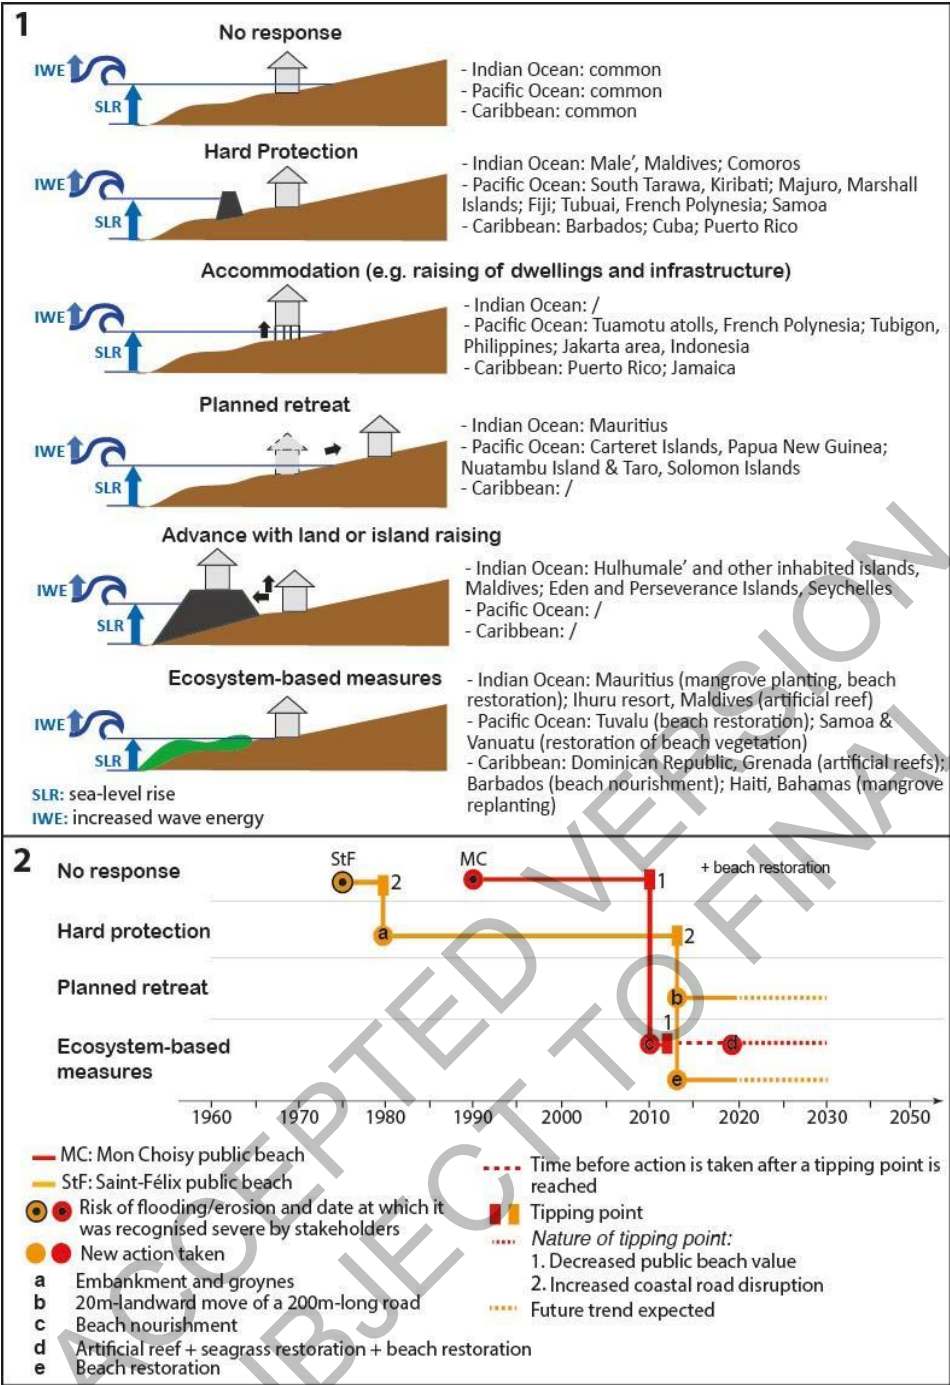 1
No response
IWE
SLR
- Indian Ocean: common
- Pacific Ocean: common
- Caribbean: common
Hard Protection
IWE
SLR
- Indian Ocean: Male’, Maldives; Comoros
- Pacific Ocean: South Tarawa, Kiribati; Majuro, Marshall
Islands; Fiji; Tubuai, French Polynesia; Samoa
- Caribbean: Barbados; Cuba; Puerto Rico
Accommodation (e.g. raising of dwellings and infrastructure)
IWE
SLR
- Indian Ocean: /
- Pacific Ocean: Tuamotu atolls, French Polynesia; Tubigon,
Philippines; Jakarta area, Indonesia
- Caribbean: Puerto Rico; Jamaica
Planned retreat
IWE
SLR
- Indian Ocean: Mauritius
- Pacific Ocean: Carteret Islands, Papua New Guinea;
Nuatambu Island & Taro, Solomon Islands
- Caribbean: /
Advance with land or island raising
IWE
SLR
- Indian Ocean: Hulhumale’ and other inhabited islands,
Maldives; Eden and Perseverance Islands, Seychelles
- Pacific Ocean: /
- Caribbean: /
Ecosystem-based measures
IWE
SLR
- Indian Ocean: Mauritius (mangrove planting, beach
restoration); Ihuru resort, Maldives (artificial reef)
- Pacific Ocean: Tuvalu (beach restoration); Samoa &
Vanuatu (restoration of beach vegetation)
- Caribbean: Dominican Republic, Grenada (artificial reefs);
Barbados (beach nourishment); Haiti, Bahamas (mangrove
replanting)
SLR: sea-level rise
IWE: increased wave energy
2
StF
MC
No response
2
1
+ beach restoration
Hard protection
a
2
Planned retreat
b
1
Ecosystem-based
measures
c
d
e
1960 1970 1980 1990 2000 2010 2020 2030 2050
MC: Mon Choisy public beach
StF: Saint-Félix public beach
Risk of flooding/erosion and date at which it
was recognised severe by stakeholders
New action taken
a Embankment and groynes
b 20m-landward move of a 200m-long road
c Beach nourishment
d Artificial reef + seagrass restoration + beach restoration
e Beach restoration
Time before action is taken after a tipping point is
reached
Tipping point
Nature of tipping point:
1. Decreased public beach value
2. Increased coastal road disruption
Future trend expected
ACCEPTED VERSION
SUBJECT TO FINAL